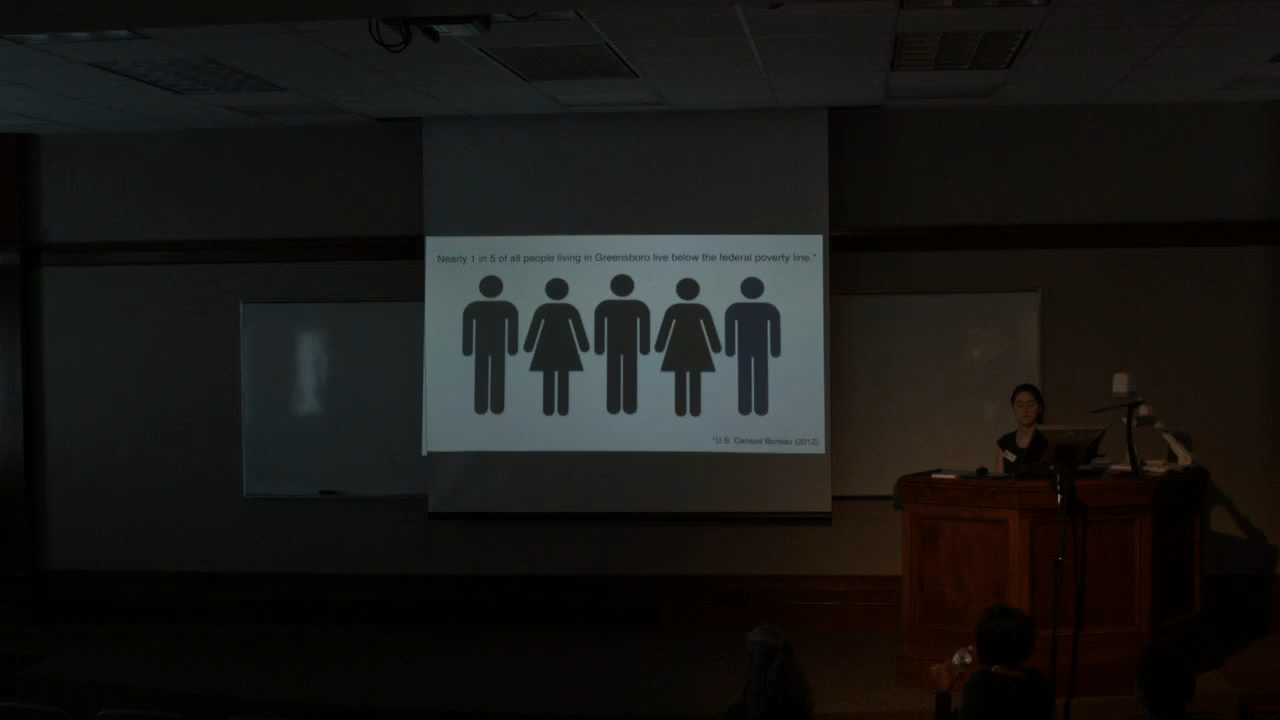 Nearly 1 in 5 of all people living in Greensboro live below the federal poverty line.*
*U.S. Census Bureau (2012)